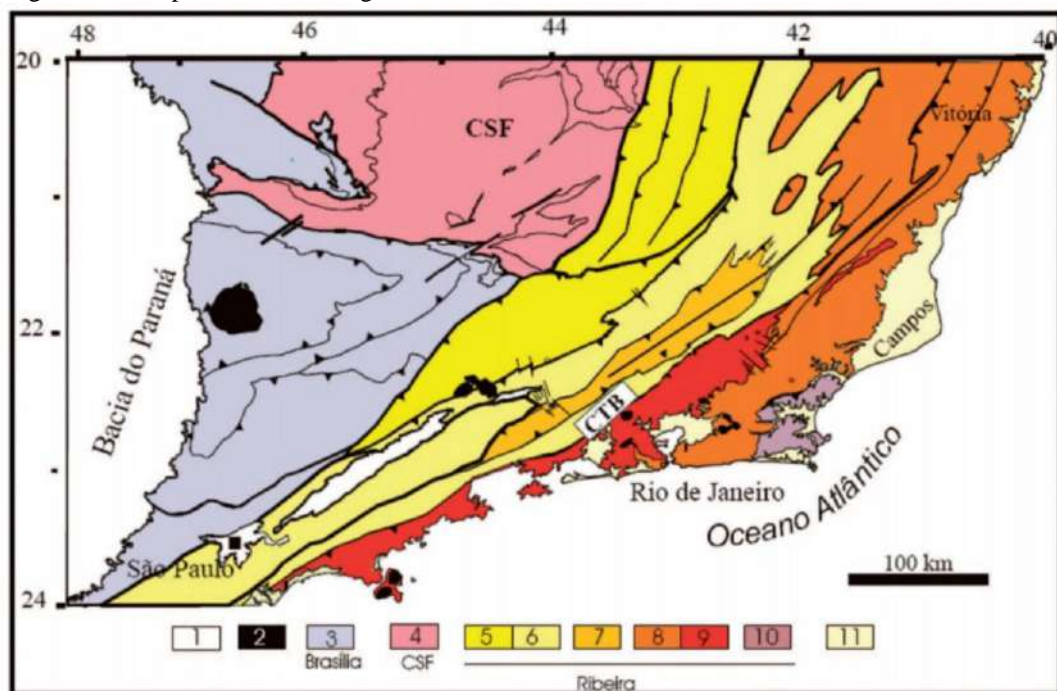 48 46 44 42 40
20
CSF
Vitória
Bacia do Paraná
22
Campos
CTB
Rio de Janeiro
Oceano Atlântico
São Paulo
100 km
24
1 2 3 4 5 6 7 8 9 10 11
Brasília CSF
Ribeira